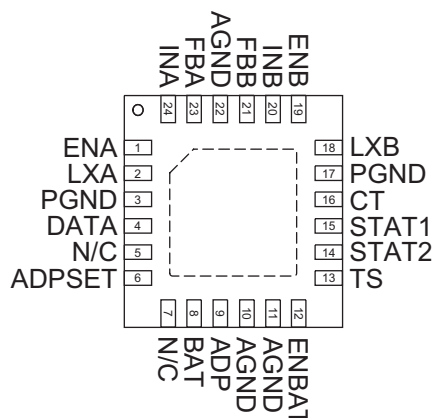 INA
FBA
AGND
FBB
INB
ENB
24
23
22
21
20
19
ENA 1
LXA 2
PGND 3
DATA 4
N/C 5
ADPSET 6
18 LXB
17 PGND
16 CT
15 STAT1
14 STAT2
13 TS
7
8
9
10
11
12
N/C
BAT
ADP
AGND
AGND
ENBAT